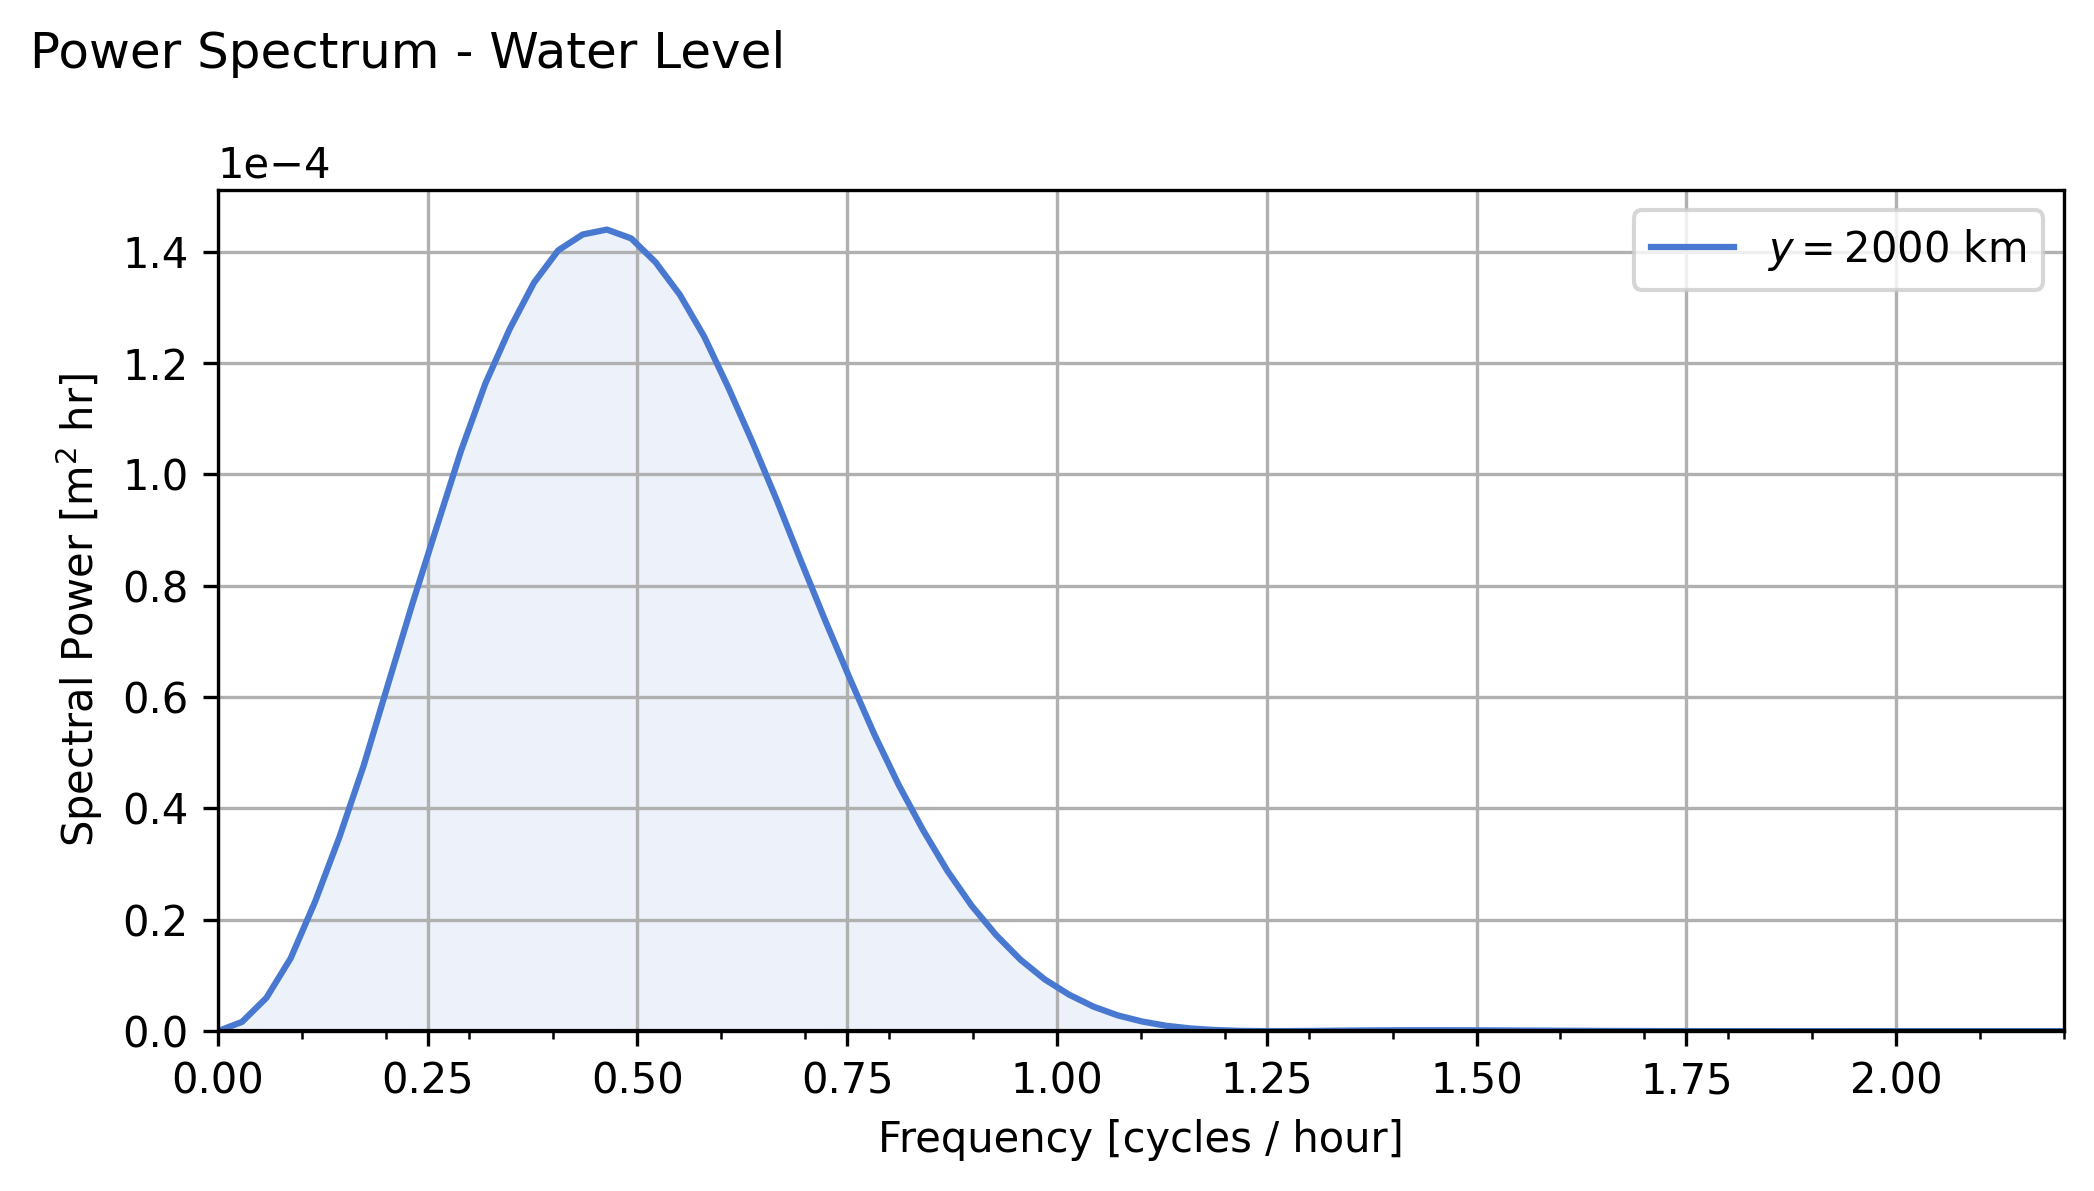 Power Spectrum - Water Level
1e−4
1.4
1.2
1.0
0.8
0.6
0.4
0.2
0.0
Spectral Power [m² hr]
y = 2000 km
0.00 0.25 0.50 0.75 1.00 1.25 1.50 1.75 2.00
Frequency [cycles / hour]